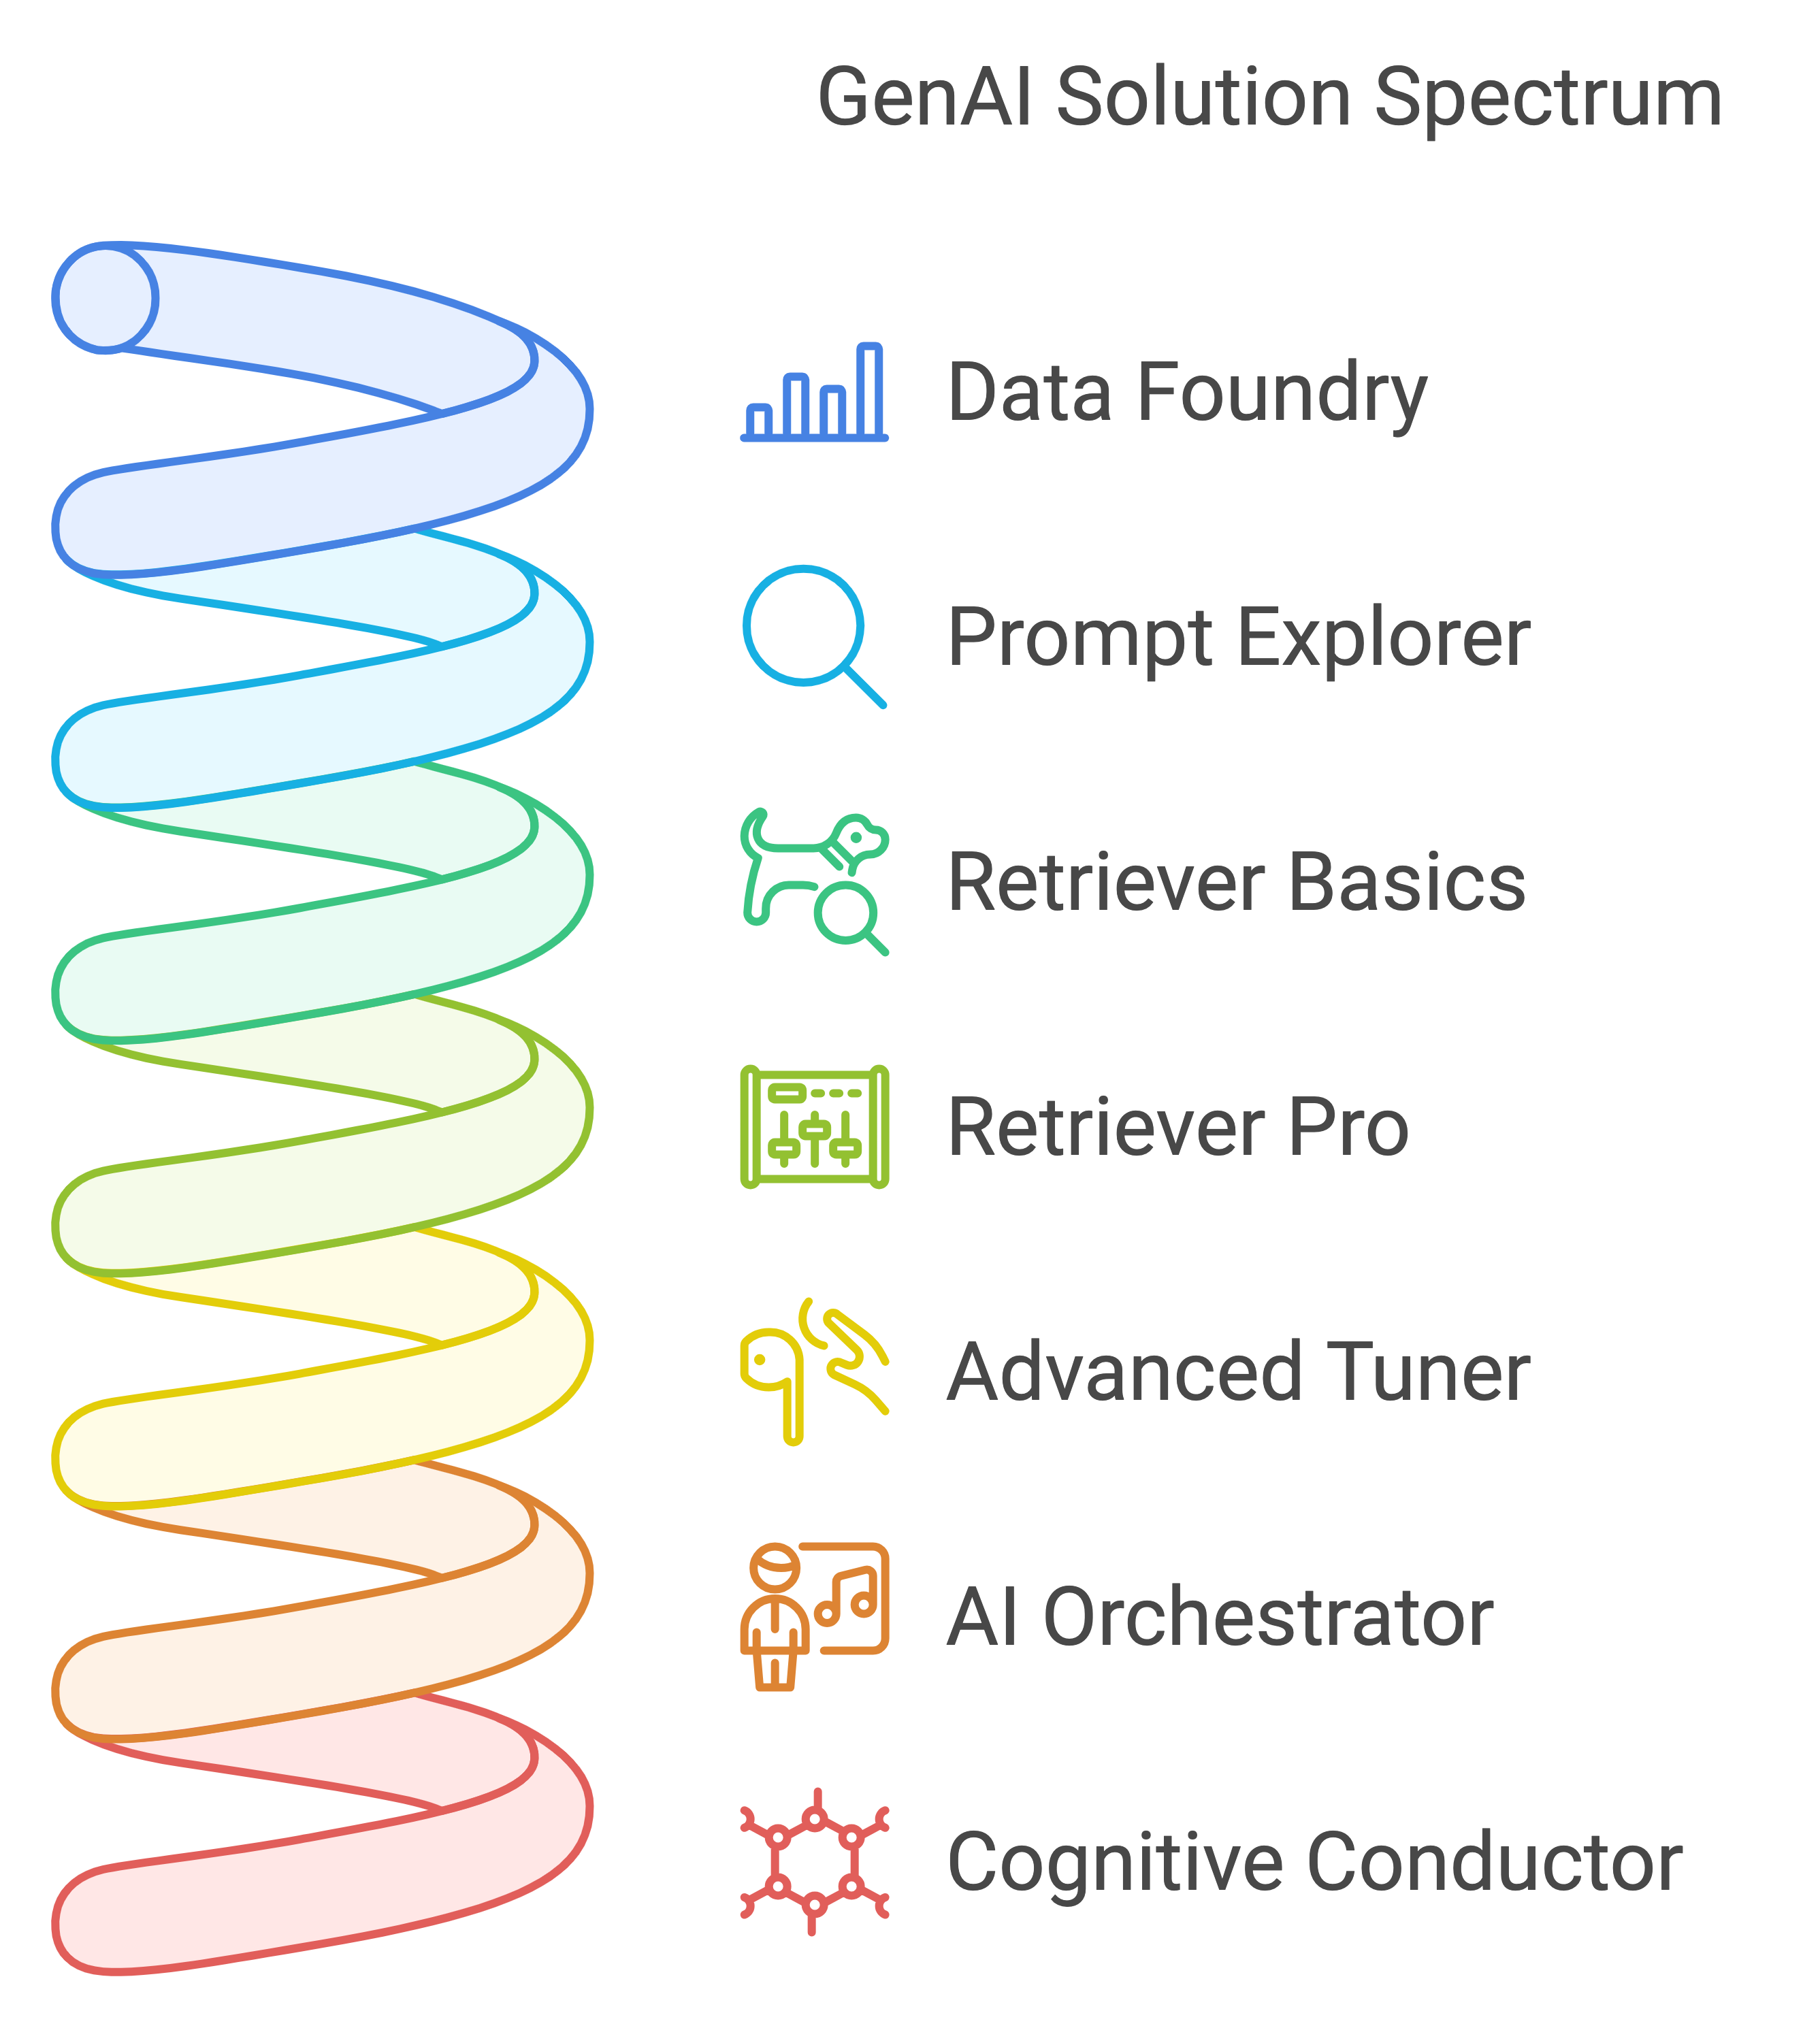 GenAI Solution Spectrum
Data Foundry
Prompt Explorer
Retriever Basics
Retriever Pro
Advanced Tuner
AI Orchestrator
Cognitive Conductor